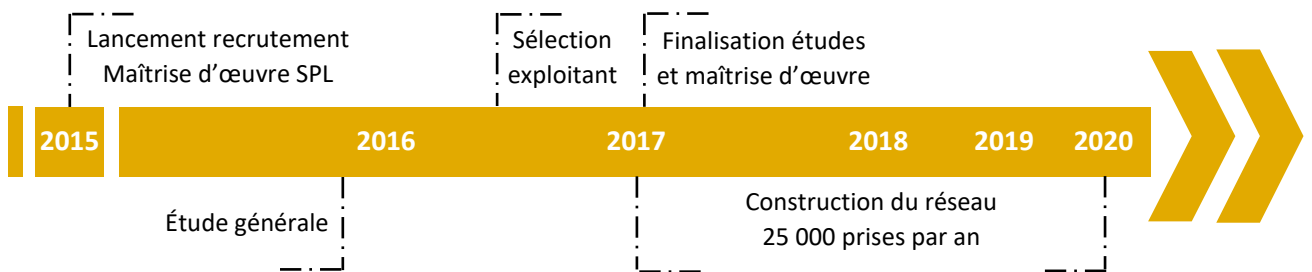 Lancement recrutement
Maîtrise d’œuvre SPL
Sélection
exploitant
Finalisation études
et maîtrise d’œuvre
2015 2016 2017 2018 2019 2020
Étude générale
Construction du réseau
25 000 prises par an